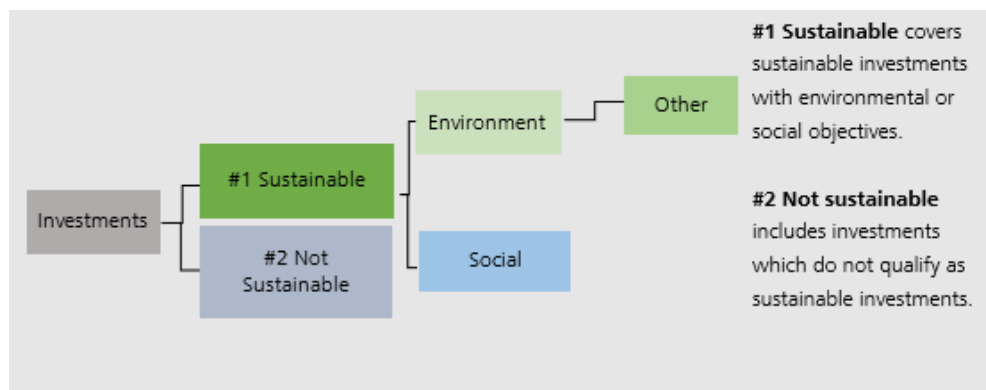 Investments
#1 Sustainable
#2 Not
Sustainable
Environment
Social
Other
#1 Sustainable covers
sustainable investments
with environmental or
social objectives.
#2 Not sustainable
includes investments
which do not qualify as
sustainable investments.